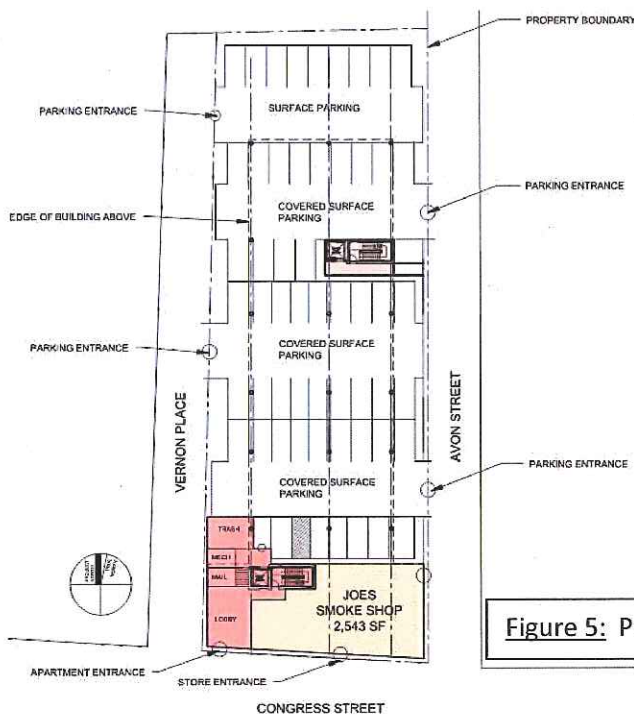 PROPERTY BOUNDARY
PARKING ENTRANCE
SURFACE PARKING
PARKING ENTRANCE
EDGE OF BUILDING ABOVE
COVERED SURFACE
PARKING
PARKING ENTRANCE
COVERED SURFACE
PARKING
VERNON PLACE
AVON STREET
COVERED SURFACE
PARKING
PARKING ENTRANCE
TRASH
MECH
MAIL
LOBBY
JOES
SMOKE SHOP
2,543 SF
Figure 5: P
APARTMENT ENTRANCE
STORE ENTRANCE
CONGRESS STREET